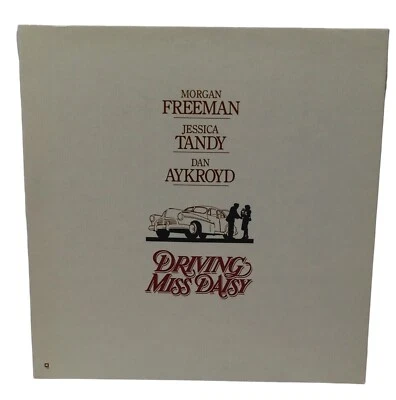 MORGAN
FREEMAN
JESSICA
TANDY
DAN
AYKROYD
DRIVING
MISS DAISY